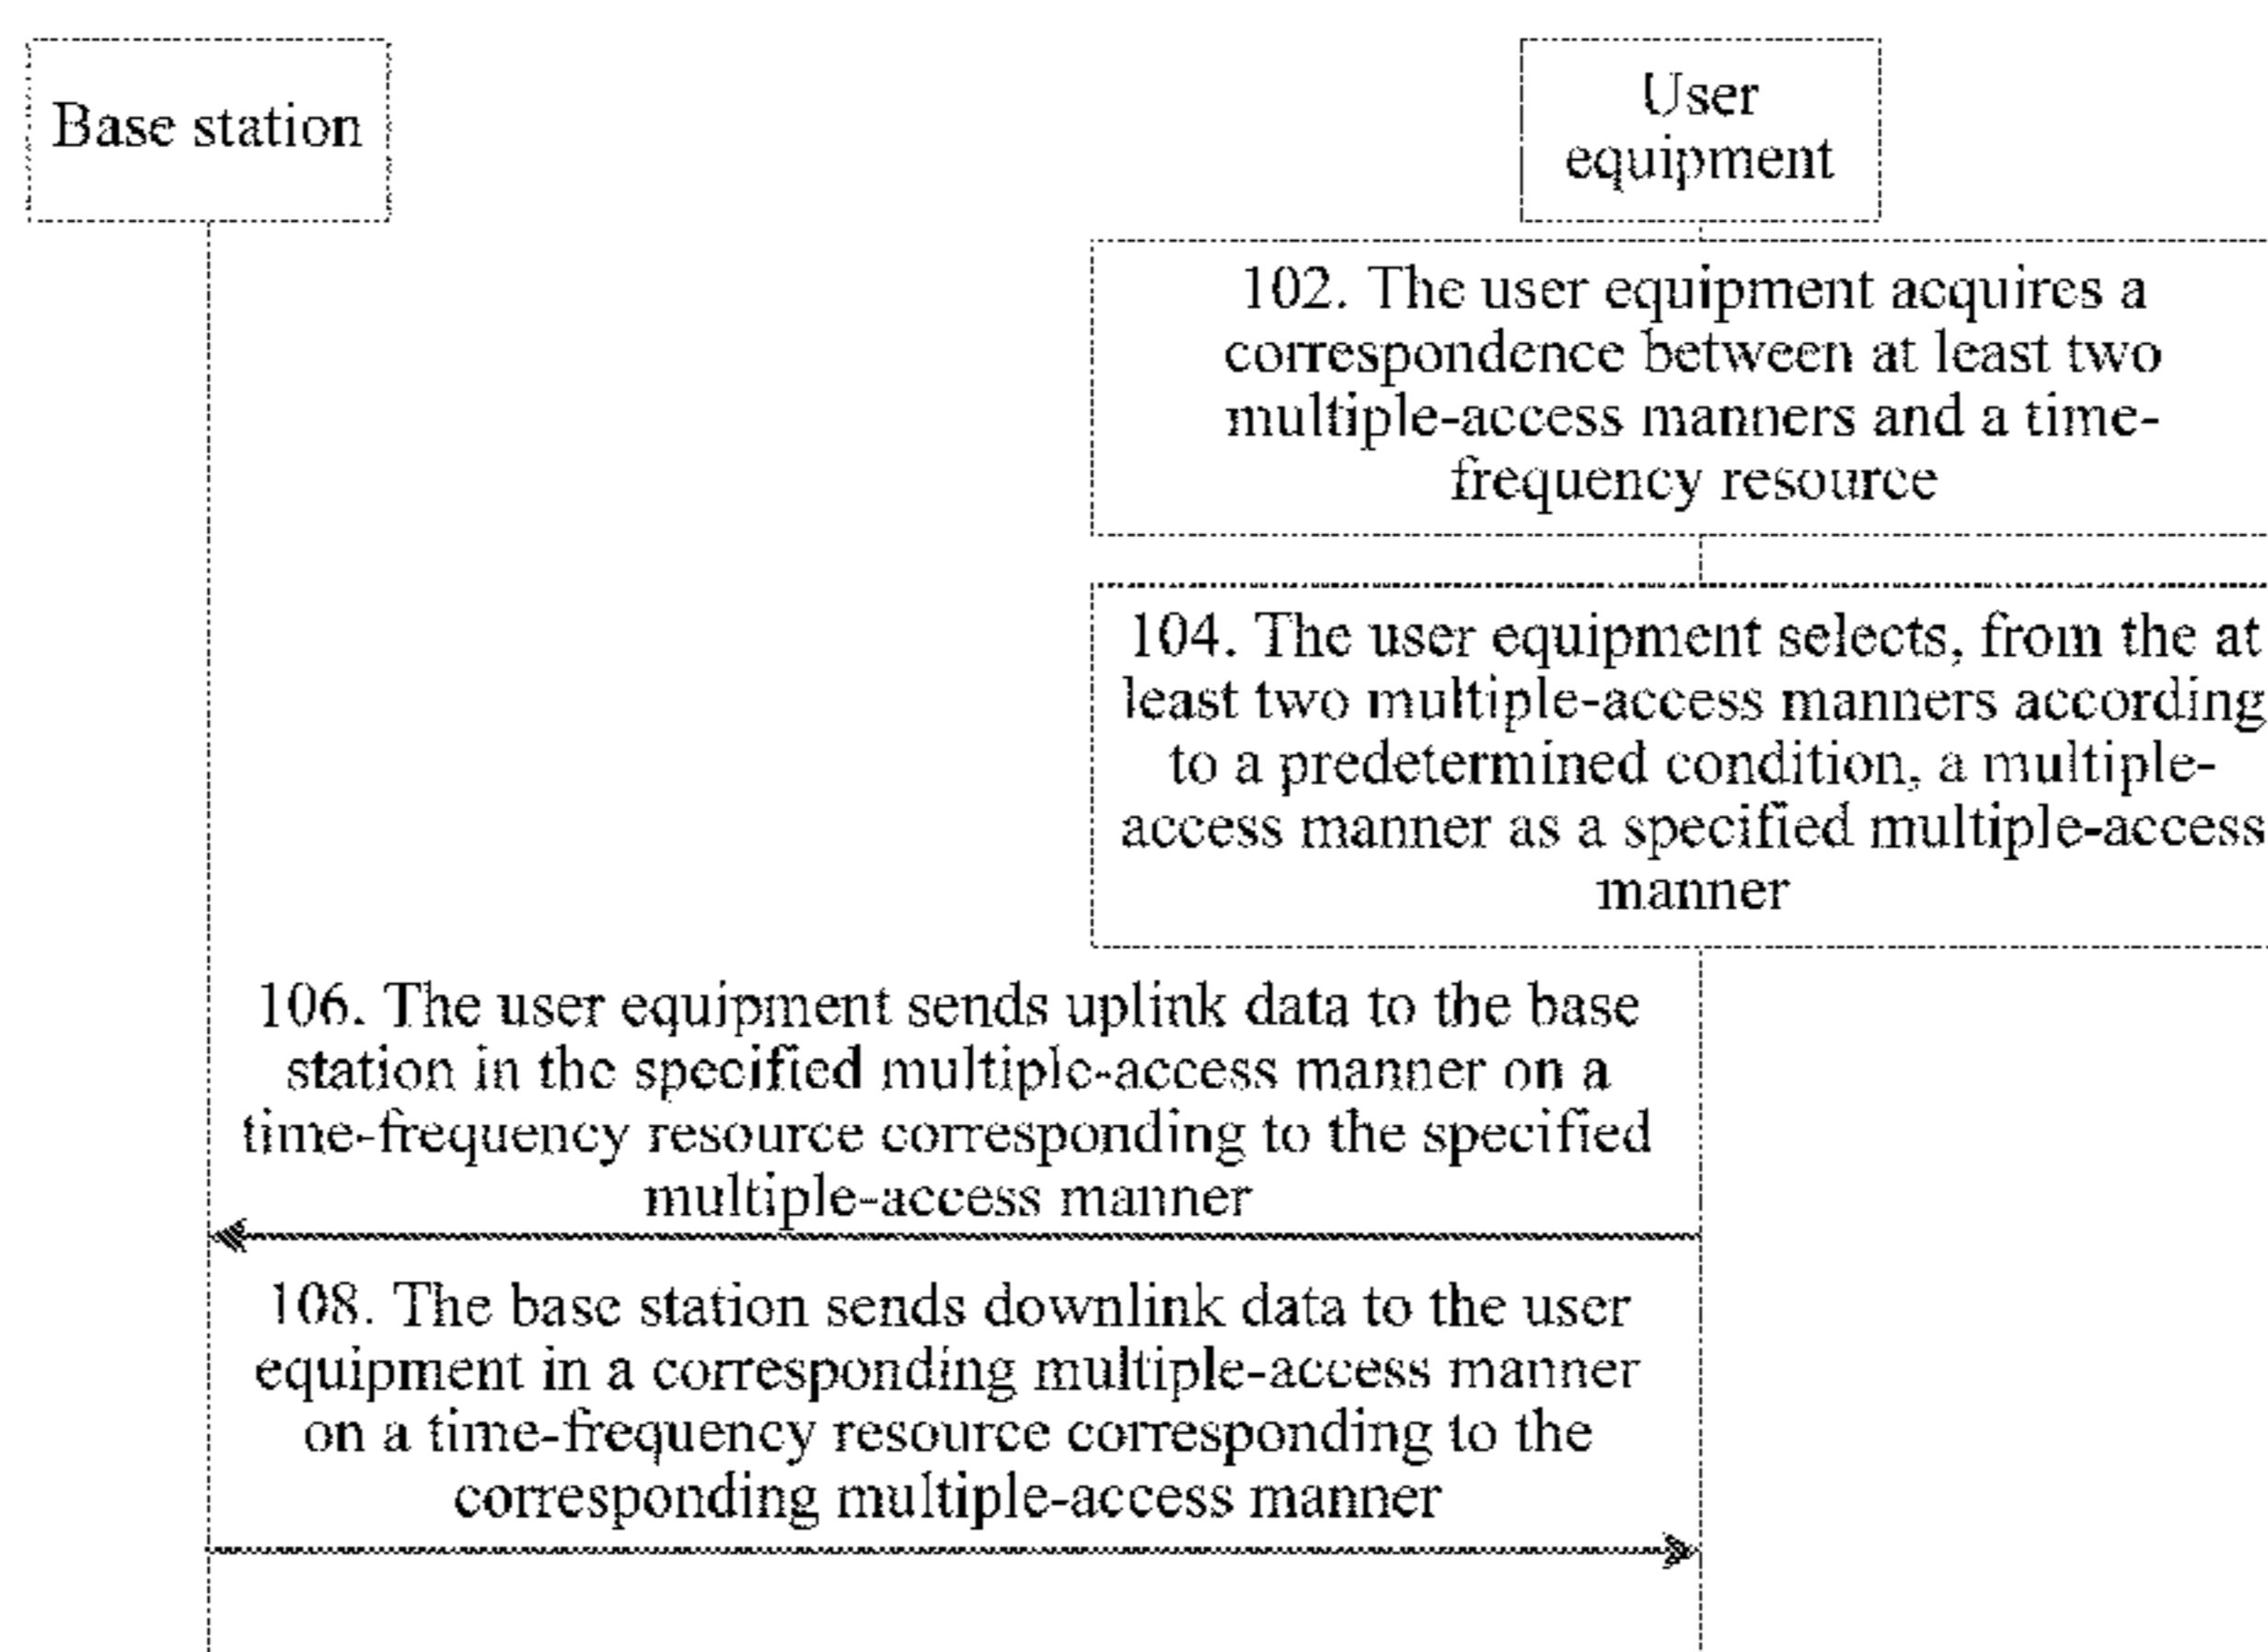 Base station
User
equipment
102. The user equipment acquires a
correspondence between at least two
multiple-access manners and a time-
frequency resource
104. The user equipment selects, from the at
least two multiple-access manners according
to a predetermined condition, a multiple-
access manner as a specified multiple-access
manner
106. The user equipment sends uplink data to the base
station in the specified multiple-access manner on a
time-frequency resource corresponding to the specified
multiple-access manner
108. The base station sends downlink data to the user
equipment in a corresponding multiple-access manner
on a time-frequency resource corresponding to the
corresponding multiple-access manner